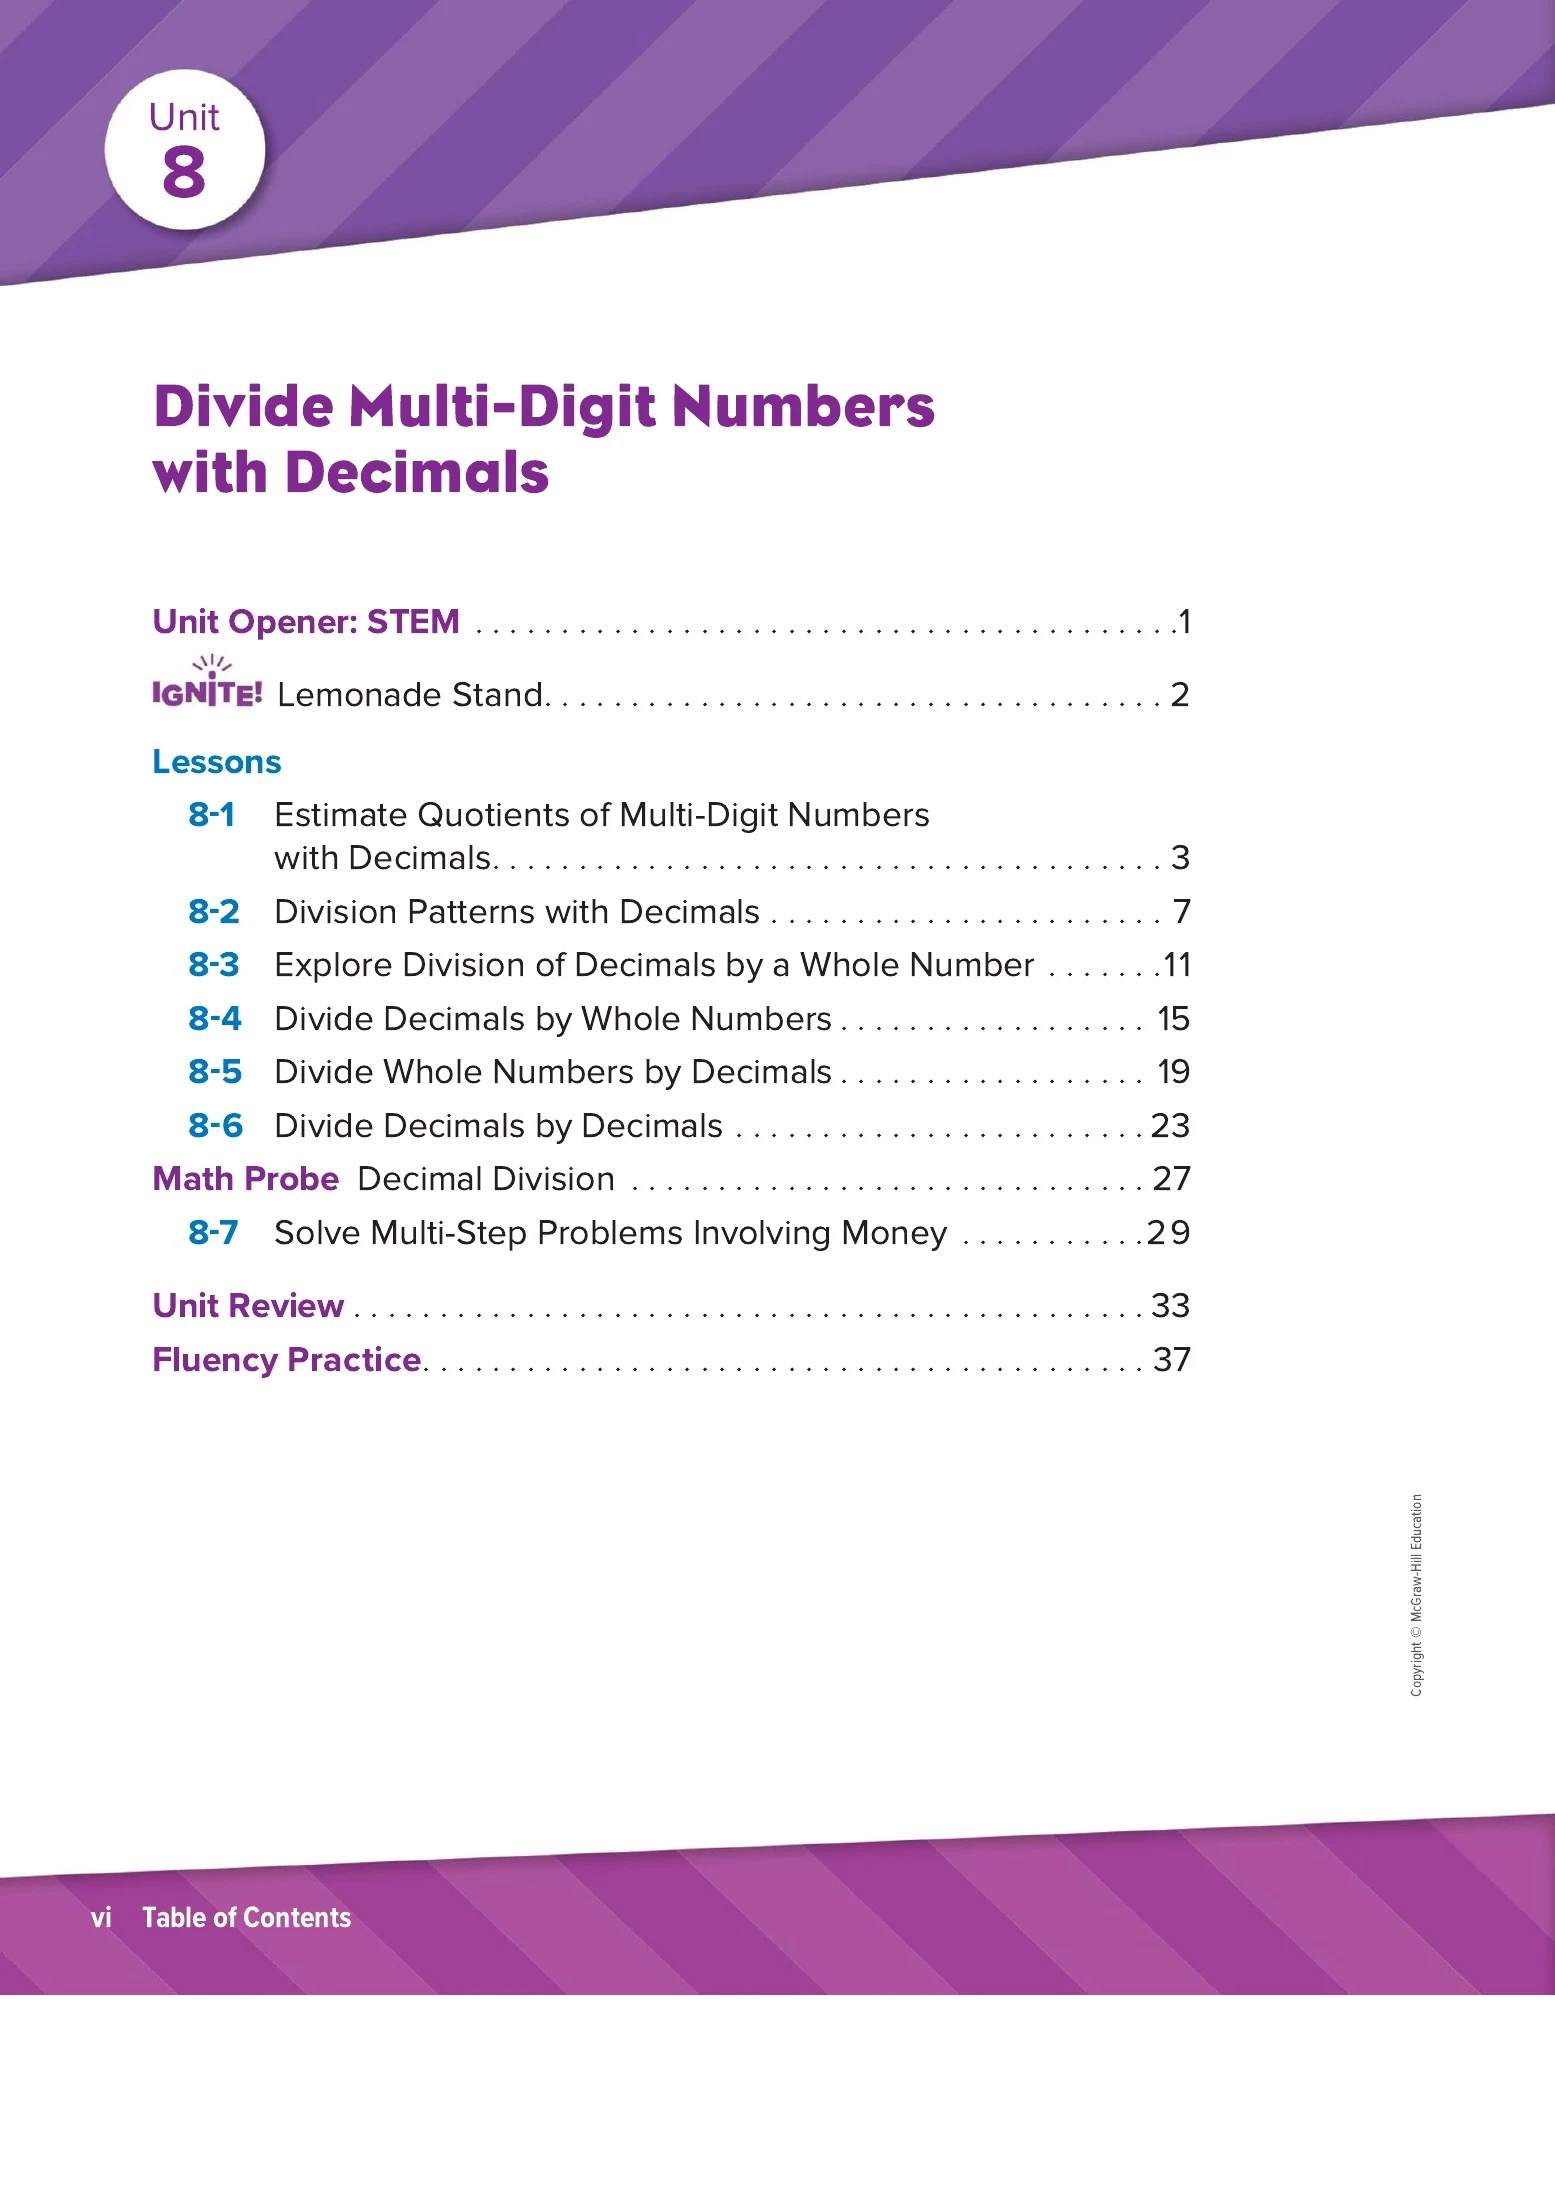 Unit
8
Divide Multi-Digit Numbers
with Decimals
Unit Opener: STEM . . . . . . . . . . . . . . . . . . . . . . . . . . . . . . . . . . . . . . . . .1
IGNITE! Lemonade Stand. . . . . . . . . . . . . . . . . . . . . . . . . . . . . . . . . . . . 2
Lessons
8-1 Estimate Quotients of Multi-Digit Numbers
with Decimals. . . . . . . . . . . . . . . . . . . . . . . . . . . . . . . . . . . . . . . 3
8-2 Division Patterns with Decimals . . . . . . . . . . . . . . . . . . . . . . . 7
8-3 Explore Division of Decimals by a Whole Number . . . . . . .11
8-4 Divide Decimals by Whole Numbers . . . . . . . . . . . . . . . . . . 15
8-5 Divide Whole Numbers by Decimals . . . . . . . . . . . . . . . . . . 19
8-6 Divide Decimals by Decimals . . . . . . . . . . . . . . . . . . . . . . . . 23
Math Probe Decimal Division . . . . . . . . . . . . . . . . . . . . . . . . . . . . . . 27
8-7 Solve Multi-Step Problems Involving Money . . . . . . . . . . .29
Unit Review . . . . . . . . . . . . . . . . . . . . . . . . . . . . . . . . . . . . . . . . . . . . . . 33
Fluency Practice. . . . . . . . . . . . . . . . . . . . . . . . . . . . . . . . . . . . . . . . . . 37
Copyright © McGraw-Hill Education
vi Table of Contents